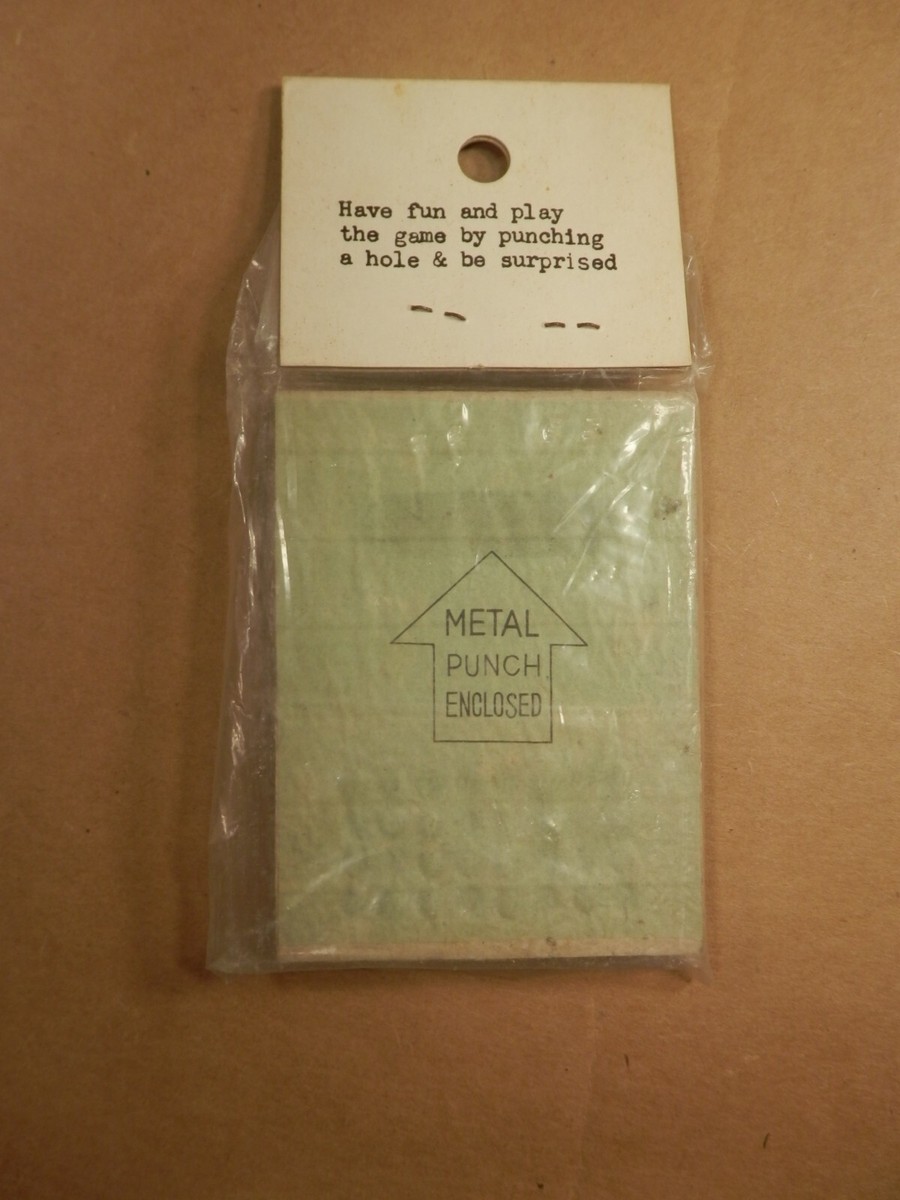 Have fun and play
the game by punching
a hole & be surprised
METAL
PUNCH
ENCLOSED